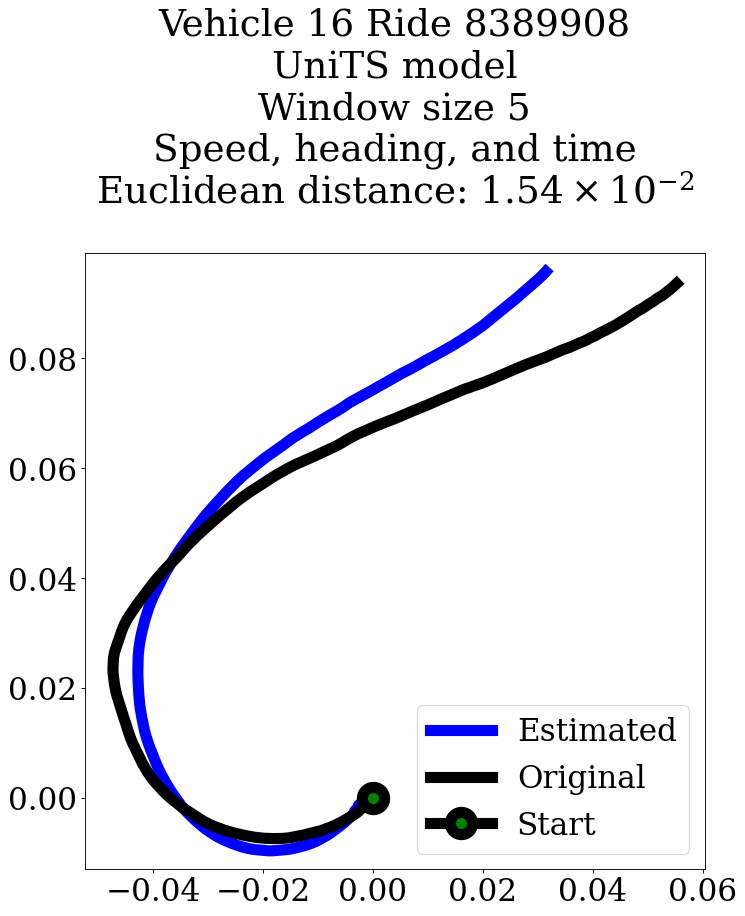 Vehicle 16 Ride 8389908
UniTS model
Window size 5
Speed, heading, and time
Euclidean distance: 1.54 × 10⁻²
0.08
0.06
0.04
0.02
0.00
Estimated
Original
Start
−0.04 −0.02 0.00 0.02 0.04 0.06